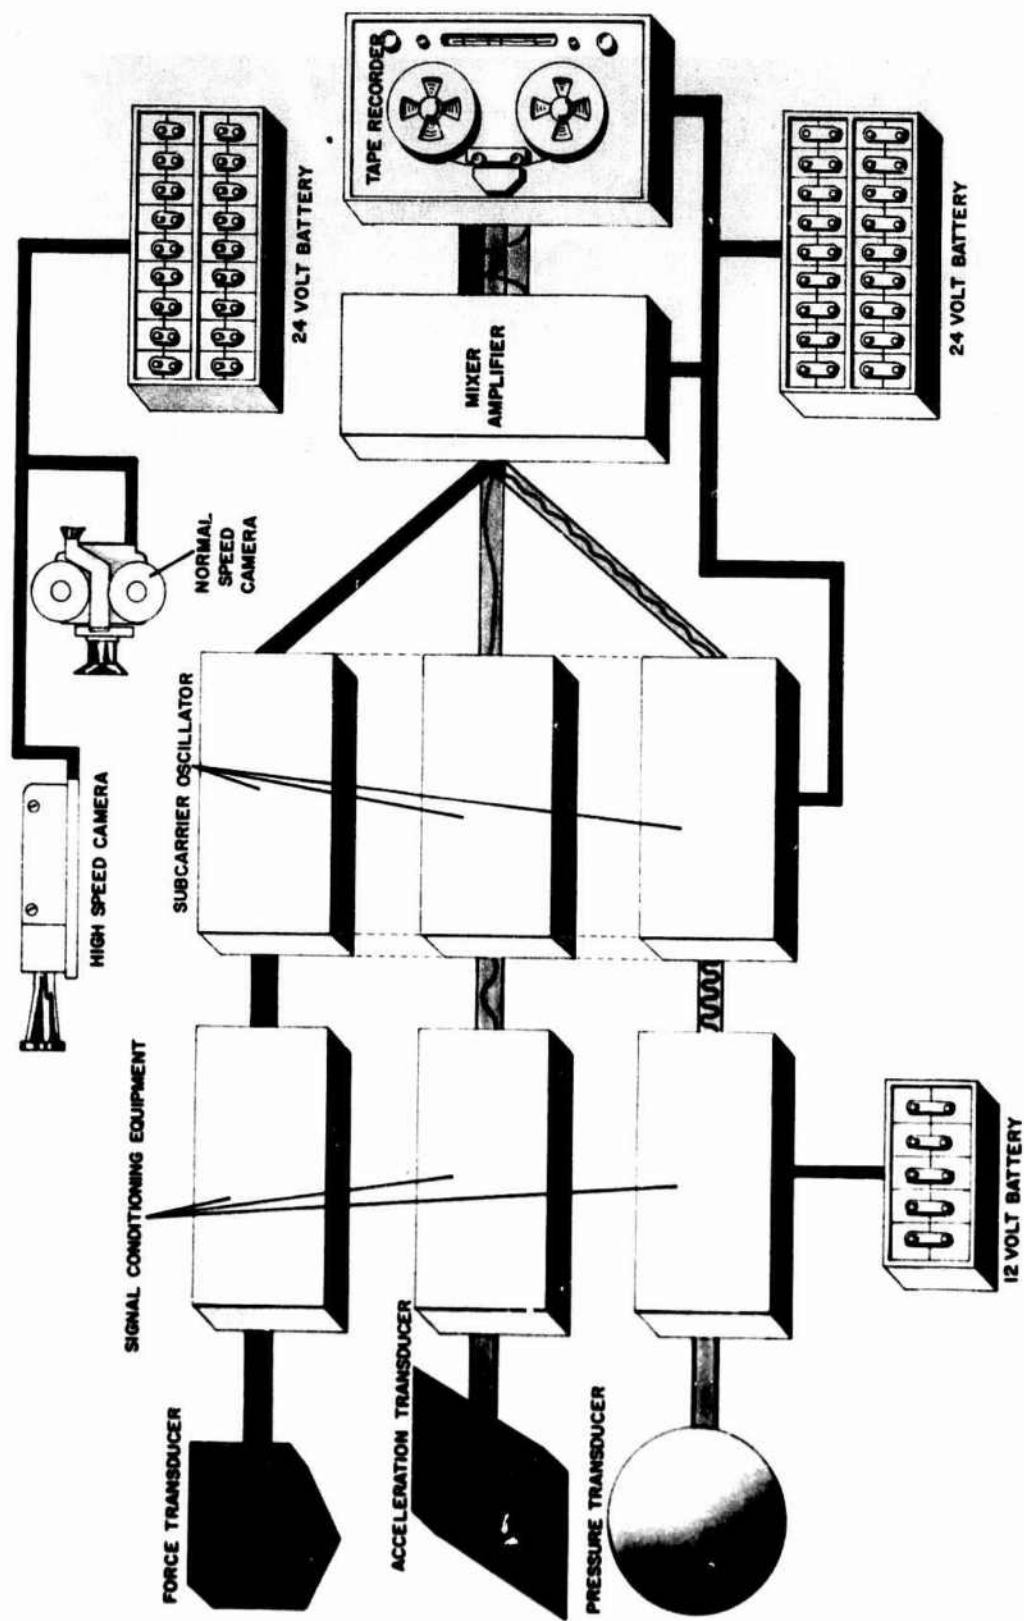 HIGH SPEED CAMERA
NORMAL
SPEED
CAMERA
24 VOLT BATTERY
SIGNAL CONDITIONING EQUIPMENT
SUBCARRIER OSCILLATOR
FORCE TRANSDUCER
ACCELERATION TRANSDUCER
PRESSURE TRANSDUCER
MIXER
AMPLIFIER
TAPE RECORDER
12 VOLT BATTERY
24 VOLT BATTERY